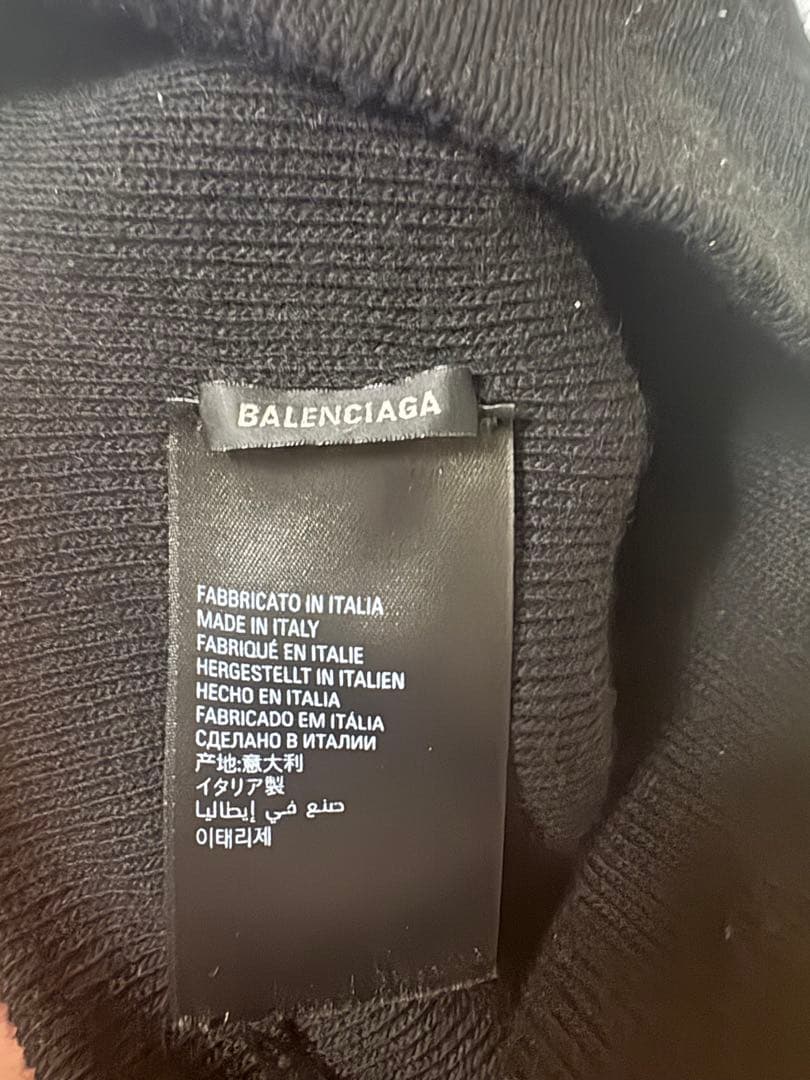 BALENCIAGA
FABBRICATO IN ITALIA
MADE IN ITALY
FABRIQUÉ EN ITALIE
HERGESTELLT IN ITALIEN
HECHO EN ITALIA
FABRICADO EM ITÁLIA
СДЕЛАНО В ИТАЛИИ
产地:意大利
イタリア製
صنع في إيطاليا
이태리제